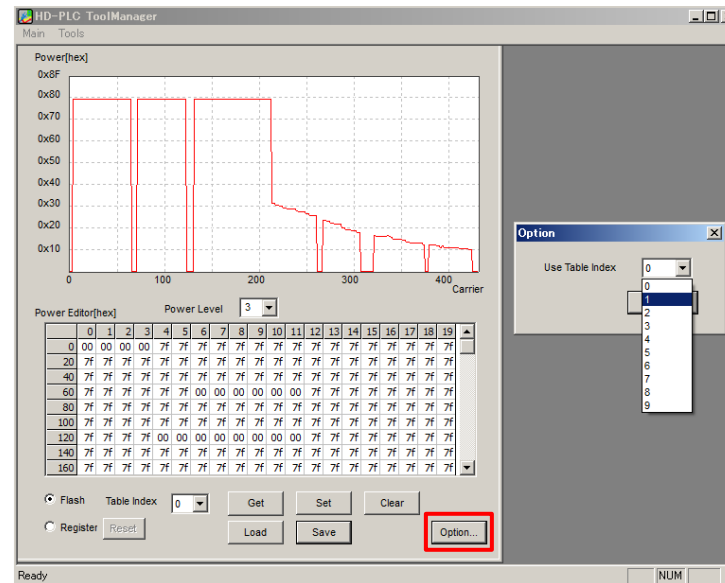 HD-PLC ToolManager
Main Tools
Power[hex]
0x8F
0x80
0x70
0x60
0x50
0x40
0x30
0x20
0x10
0 100 200 300 400
Carrier
Power Editor[hex] Power Level 3
0 1 2 3 4 5 6 7 8 9 10 11 12 13 14 15 16 17 18 19
0 00 00 00 00 7f 7f 7f 7f 7f 7f 7f 7f 7f 7f 7f 7f 7f 7f 7f 7f
20 7f 7f 7f 7f 7f 7f 7f 7f 7f 7f 7f 7f 7f 7f 7f 7f 7f 7f 7f 7f
40 7f 7f 7f 7f 7f 7f 7f 7f 7f 7f 7f 7f 7f 7f 7f 7f 7f 7f 7f 7f
60 7f 7f 7f 7f 7f 7f 00 00 00 00 00 00 7f 7f 7f 7f 7f 7f 7f 7f
80 7f 7f 7f 7f 7f 7f 7f 7f 7f 7f 7f 7f 7f 7f 7f 7f 7f 7f 7f 7f
100 7f 7f 7f 7f 7f 7f 7f 7f 7f 7f 7f 7f 7f 7f 7f 7f 7f 7f 7f 7f
120 7f 7f 7f 7f 00 00 00 00 00 00 00 00 7f 7f 7f 7f 7f 7f 7f 7f
140 7f 7f 7f 7f 7f 7f 7f 7f 7f 7f 7f 7f 7f 7f 7f 7f 7f 7f 7f 7f
160 7f 7f 7f 7f 7f 7f 7f 7f 7f 7f 7f 7f 7f 7f 7f 7f 7f 7f 7f 7f
Flash Table Index 0 Get Set Clear
Register Reset Load Save Option...
Option
Use Table Index 0
0
1
2
3
4
5
6
7
8
9
Ready NUM